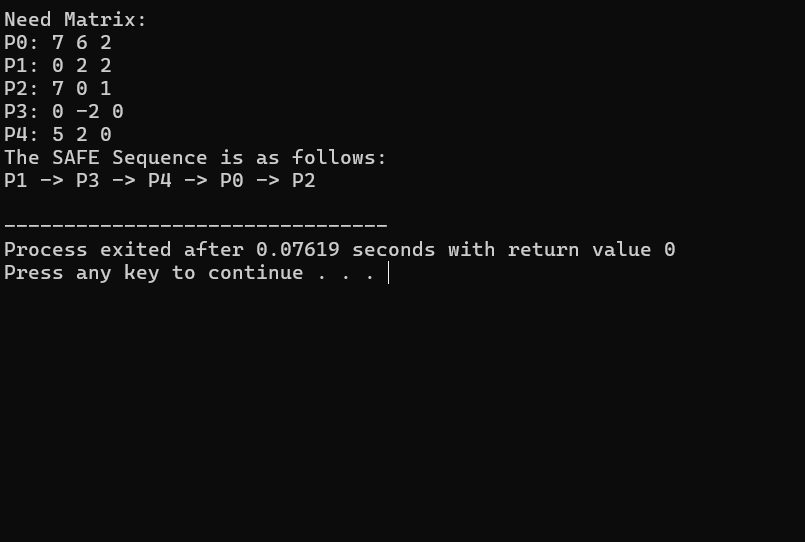 Need Matrix:
P0: 7 6 2
P1: 0 2 2
P2: 7 0 1
P3: 0 -2 0
P4: 5 2 0
The SAFE Sequence is as follows:
P1 -> P3 -> P4 -> P0 -> P2
--------------------------------
Process exited after 0.07619 seconds with return value 0
Press any key to continue . . .